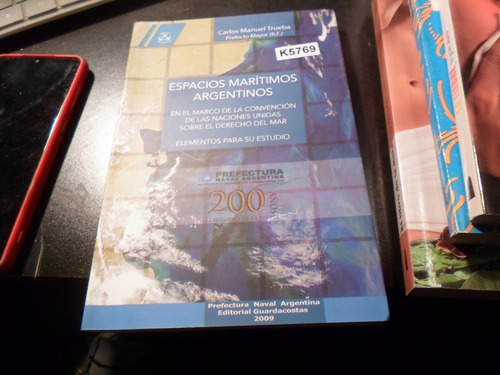 Carlos Manuel Trueba
Prefecto Mayor (R.E.)
K5769
ESPACIOS MARÍTIMOS
ARGENTINOS
EN EL MARCO DE LA CONVENCIÓN
DE LAS NACIONES UNIDAS
SOBRE EL DERECHO DEL MAR
ELEMENTOS PARA SU ESTUDIO
PREFECTURA
NAVAL ARGENTINA
200
AÑOS
Prefectura Naval Argentina
Editorial Guardacostas
2009